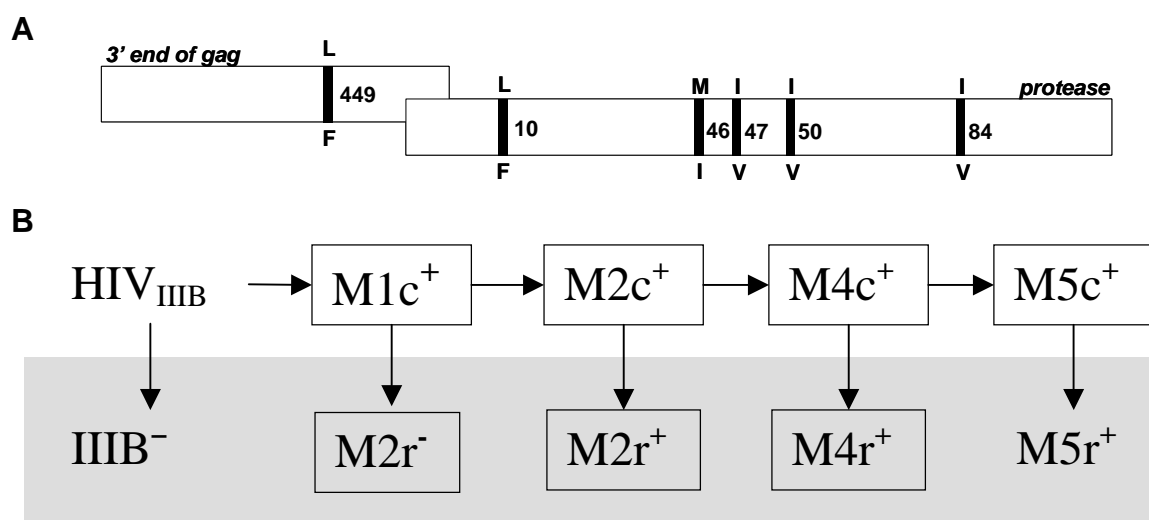 A
3' end of gag
L
449
F
L M I I I protease
10 46 47 50 84
F I V V V
B
HIV_IIIB M1c⁺ M2c⁺ M4c⁺ M5c⁺
IIIB⁻ M2r⁻ M2r⁺ M4r⁺ M5r⁺